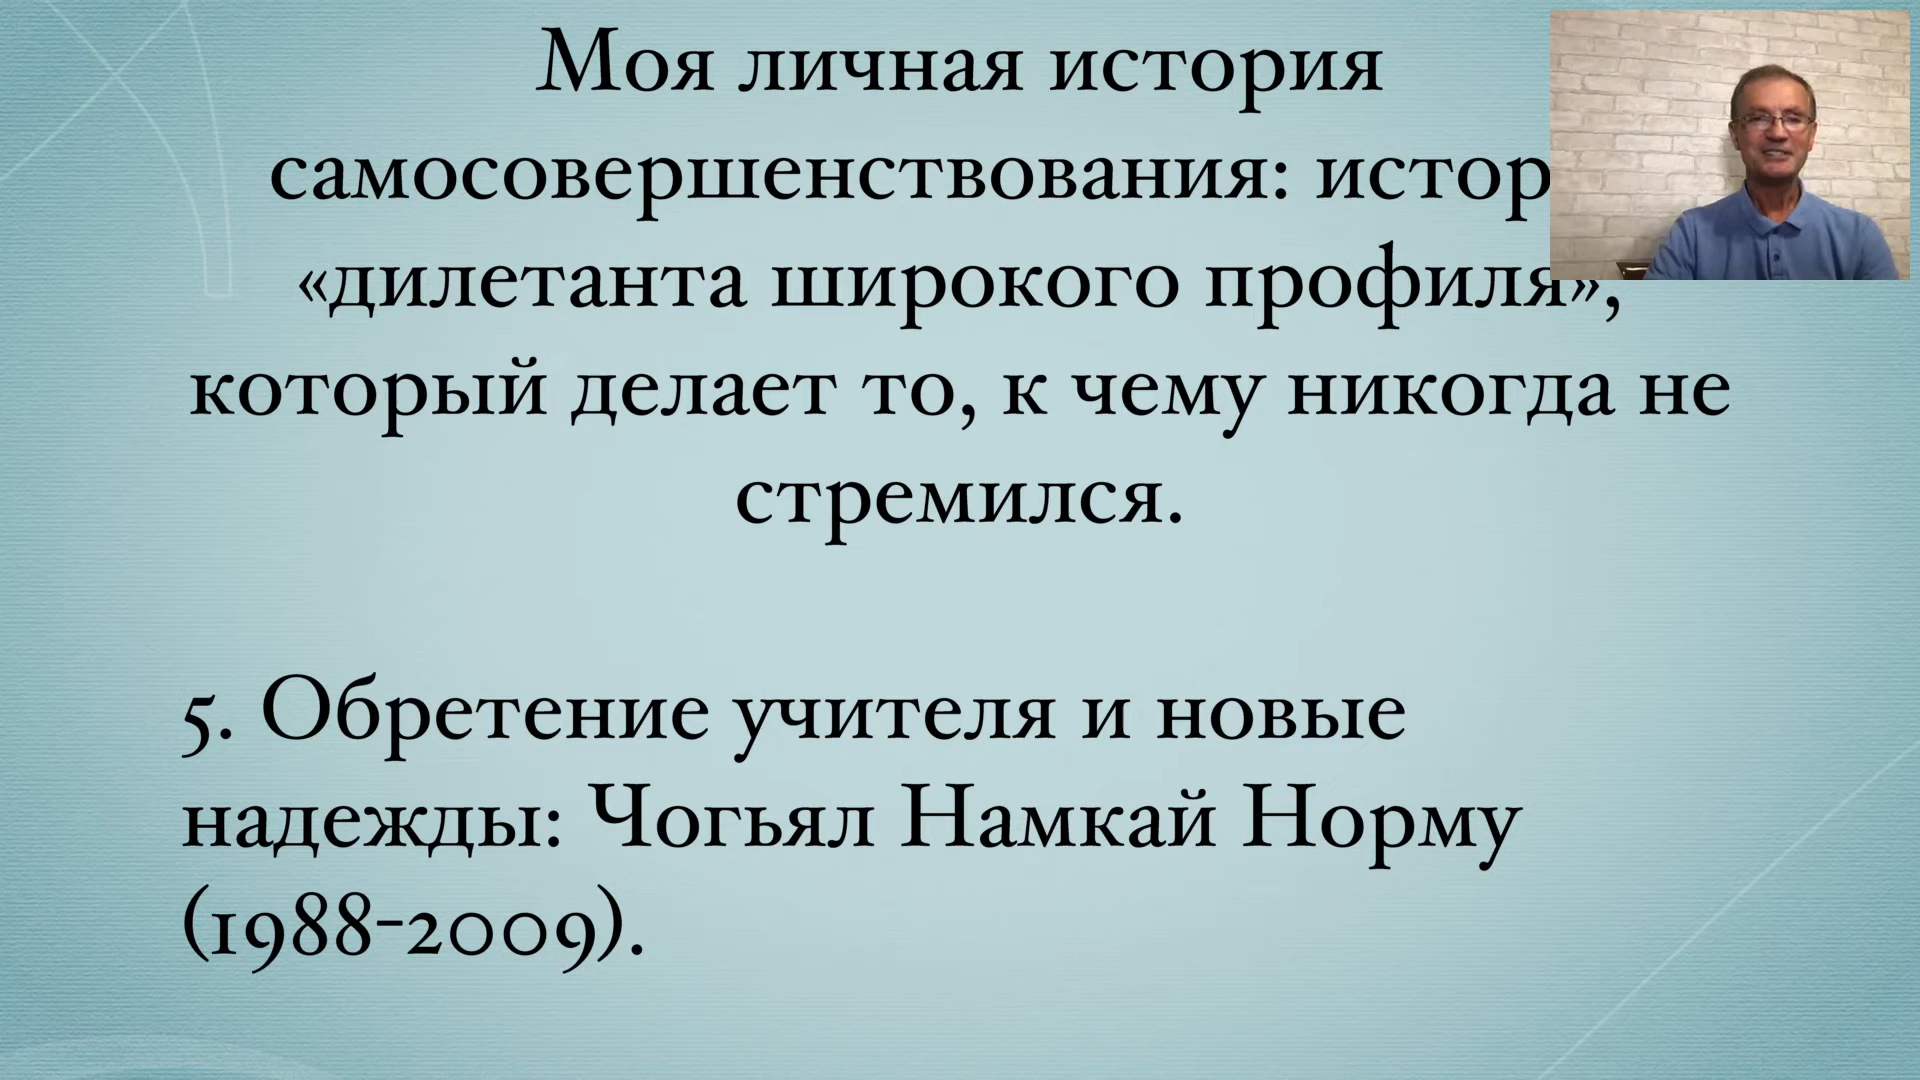 Моя личная история
самосовершенствования:
«дилетанта широкого профиля»,
который делает то, к чему никогда не
стремился.
5. Обретение учителя и новые
надежды: Чогьял Намкай Норму
(1988-2009).